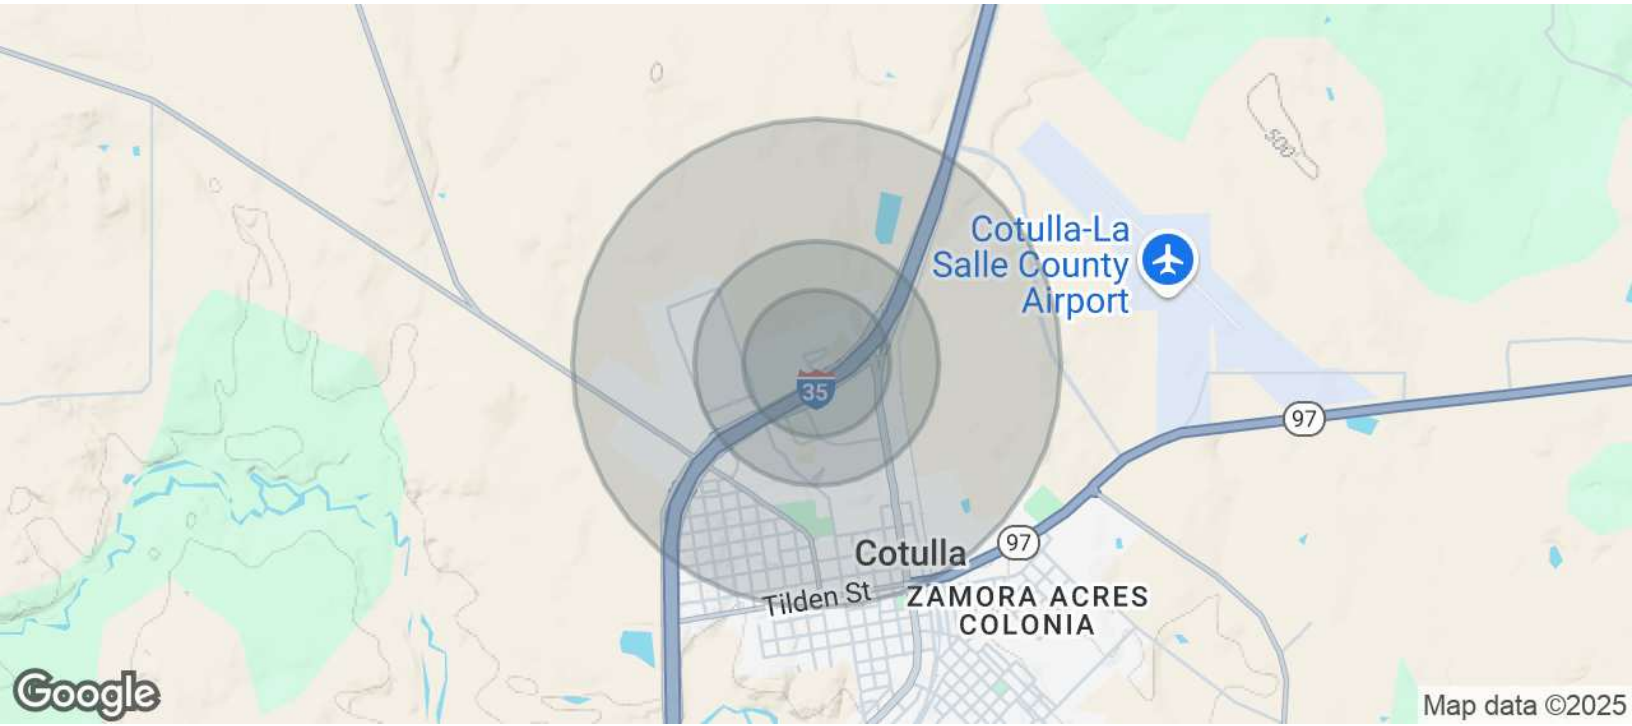 500'
Cotulla-La
Salle County
Airport
35
97
97
Cotulla
Tilden St
ZAMORA ACRES
COLONIA
Google
Map data ©2025